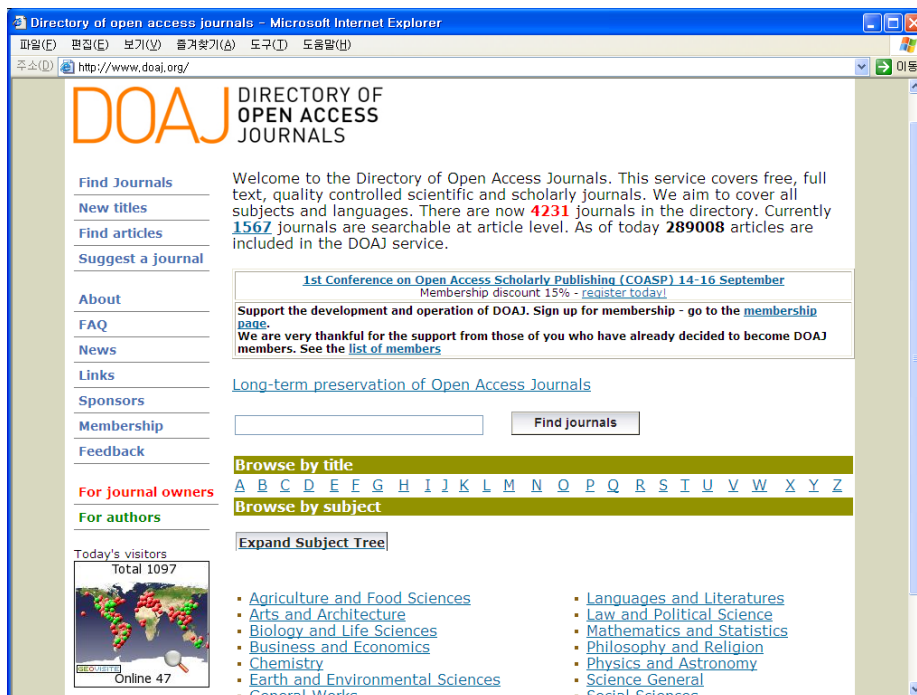 Directory of open access journals - Microsoft Internet Explorer
파일(F) 편집(E) 보기(V) 즐겨찾기(A) 도구(T) 도움말(H)
주소(D) http://www.doaj.org/ 이동
DOAJ
DIRECTORY OF
OPEN ACCESS
JOURNALS
Find Journals
New titles
Find articles
Suggest a journal
About
FAQ
News
Links
Sponsors
Membership
Feedback
For journal owners
For authors
Today's visitors
Total 1097
GEOVISITE
Online 47
Welcome to the Directory of Open Access Journals. This service covers free, full
text, quality controlled scientific and scholarly journals. We aim to cover all
subjects and languages. There are now 4231 journals in the directory. Currently
1567 journals are searchable at article level. As of today 289008 articles are
included in the DOAJ service.
1st Conference on Open Access Scholarly Publishing (COASP) 14-16 September
Membership discount 15% - register today!
Support the development and operation of DOAJ. Sign up for membership - go to the membership
page.
We are very thankful for the support from those of you who have already decided to become DOAJ
members. See the list of members
Long-term preservation of Open Access Journals
Find journals
Browse by title
A B C D E F G H I J K L M N O P Q R S T U V W X Y Z
Browse by subject
Expand Subject Tree
Agriculture and Food Sciences
Arts and Architecture
Biology and Life Sciences
Business and Economics
Chemistry
Earth and Environmental Sciences
General Works
Languages and Literatures
Law and Political Science
Mathematics and Statistics
Philosophy and Religion
Physics and Astronomy
Science General
Social Sciences